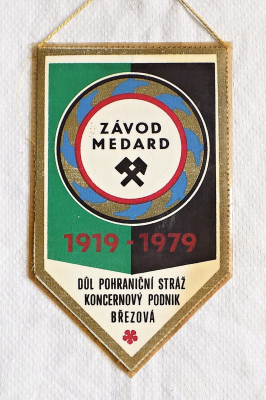 ZÁVOD
MEDARD
1919 - 1979
DŮL POHRANIČNÍ STRÁŽ
KONCERNOVÝ PODNIK
BŘEZOVÁ